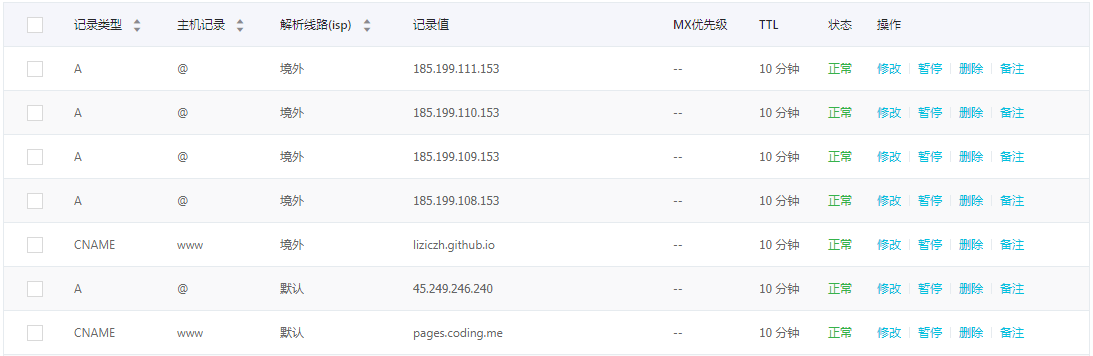 记录类型 主机记录 解析线路(isp) 记录值 MX优先级 TTL 状态 操作
A @ 境外 185.199.111.153 -- 10 分钟 正常 修改 暂停 删除 备注
A @ 境外 185.199.110.153 -- 10 分钟 正常 修改 暂停 删除 备注
A @ 境外 185.199.109.153 -- 10 分钟 正常 修改 暂停 删除 备注
A @ 境外 185.199.108.153 -- 10 分钟 正常 修改 暂停 删除 备注
CNAME www 境外 liziczh.github.io -- 10 分钟 正常 修改 暂停 删除 备注
A @ 默认 45.249.246.240 -- 10 分钟 正常 修改 暂停 删除 备注
CNAME www 默认 pages.coding.me -- 10 分钟 正常 修改 暂停 删除 备注